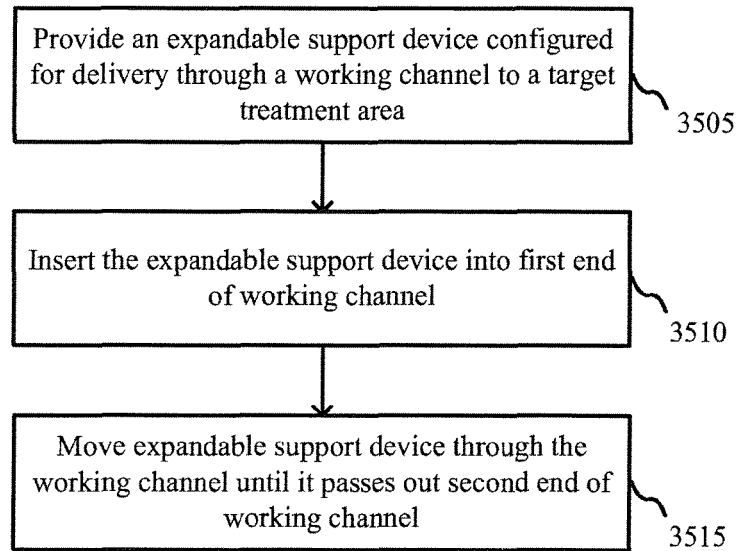 Provide an expandable support device configured
for delivery through a working channel to a target
treatment area
3505
Insert the expandable support device into first end
of working channel
3510
Move expandable support device through the
working channel until it passes out second end of
working channel
3515